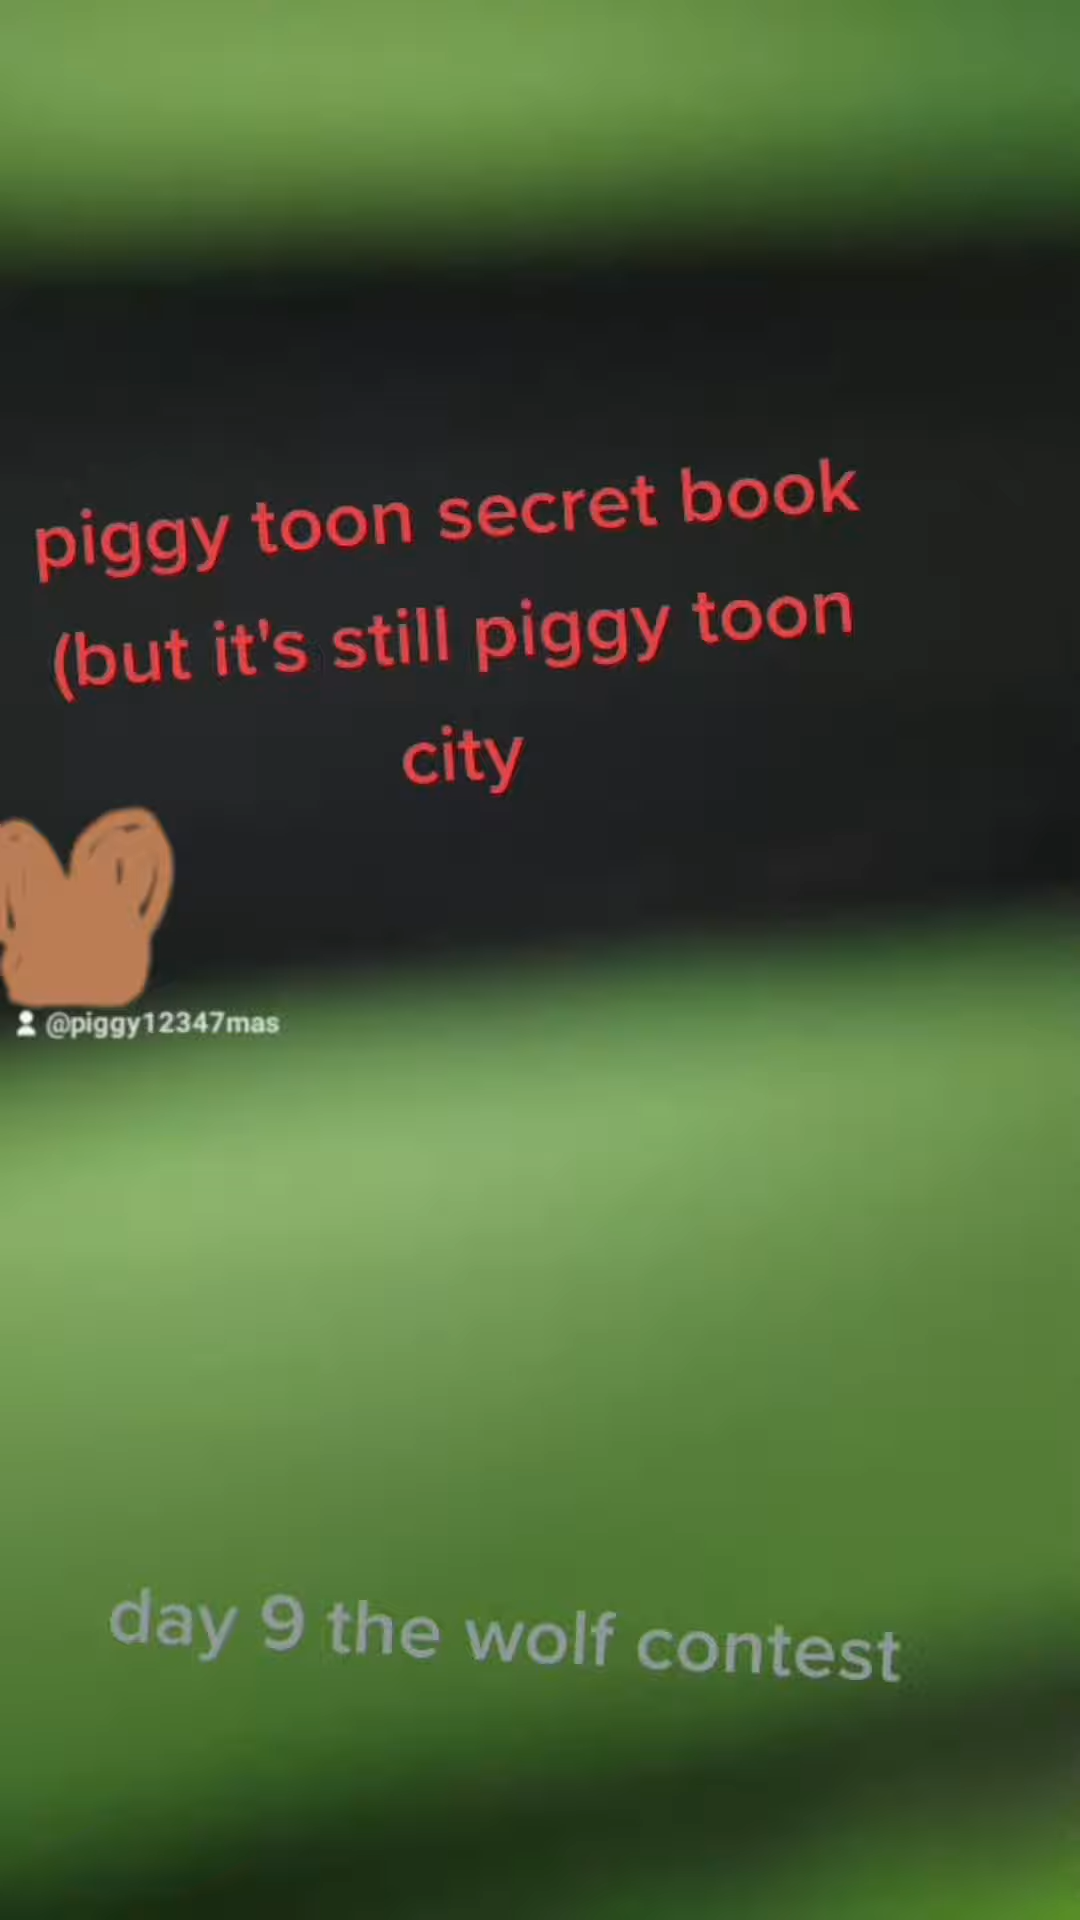 piggy toon secret book
(but it's still piggy toon
city
@piggy12347mas
day 9 the wolf contest